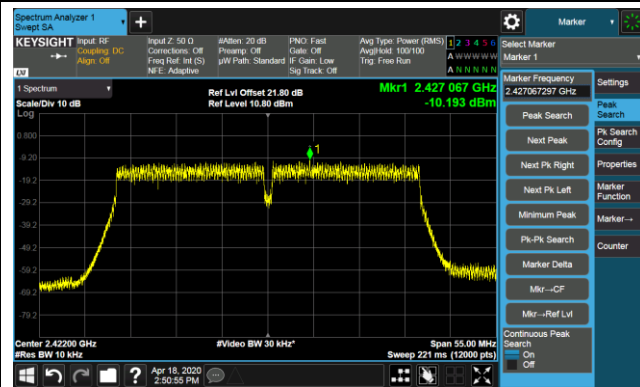 Spectrum Analyzer 1
Swept SA
Marker
KEYSIGHT
Input: RF
Coupling: DC
Align: Off
Input Z: 50 Ω
Corrections: Off
Freq Ref: Int (S)
NFE: Adaptive
#Atten: 20 dB
Preamp: Off
µW Path: Standard
PNO: Fast
Gate: Off
IF Gain: Low
Sig Track: Off
Avg Type: Power (RMS)
Avg|Hold: 100/100
Trig: Free Run
1 2 3 4 5 6
A W W W W W
A N N N N N
LXI
Select Marker
Marker 1
1 Spectrum
Scale/Div 10 dB
Log
Ref Lvl Offset 21.80 dB
Ref Level 10.80 dBm
Mkr1 2.427 067 GHz
-10.193 dBm
0.800
-9.20
-19.2
-29.2
-39.2
-49.2
-59.2
-69.2
-79.2
1
Center 2.42200 GHz
#Res BW 10 kHz
#Video BW 30 kHz*
Span 55.00 MHz
Sweep 221 ms (12000 pts)
Marker Frequency
2.427067297 GHz
Peak Search
Next Peak
Next Pk Right
Next Pk Left
Minimum Peak
Pk-Pk Search
Marker Delta
Mkr→CF
Mkr→Ref Lvl
Continuous Peak
Search
On
Off
Settings
Peak
Search
Pk Search
Config
Properties
Marker
Function
Marker→
Counter
?
Apr 18, 2020
2:50:55 PM